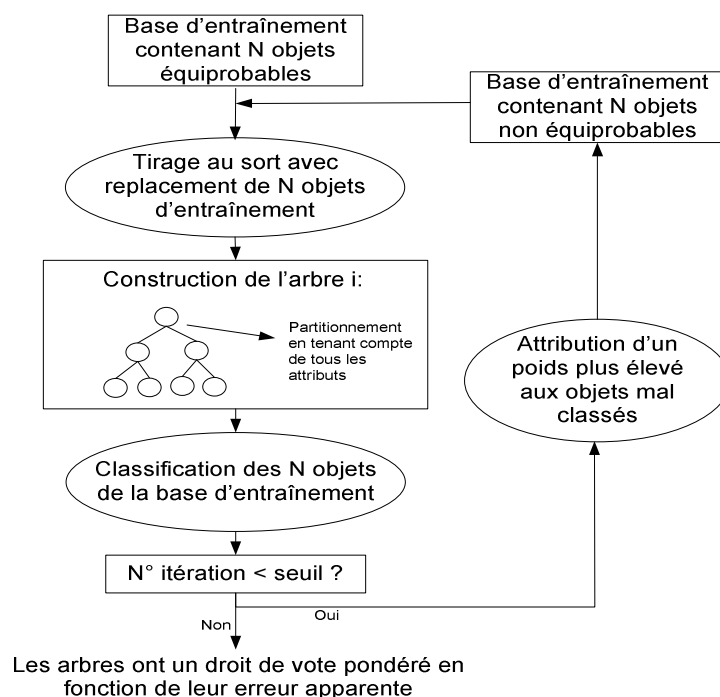 Base d'entraînement
contenant N objets
équiprobables
Base d'entraînement
contenant N objets
non équiprobables
Tirage au sort avec
replacement de N objets
d'entraînement
Construction de l'arbre i:
Partitionnement
en tenant compte
de tous les
attributs
Attribution d'un
poids plus élevé
aux objets mal
classés
Classification des N objets
de la base d'entraînement
N° itération < seuil ?
Oui
Non
Les arbres ont un droit de vote pondéré en
fonction de leur erreur apparente